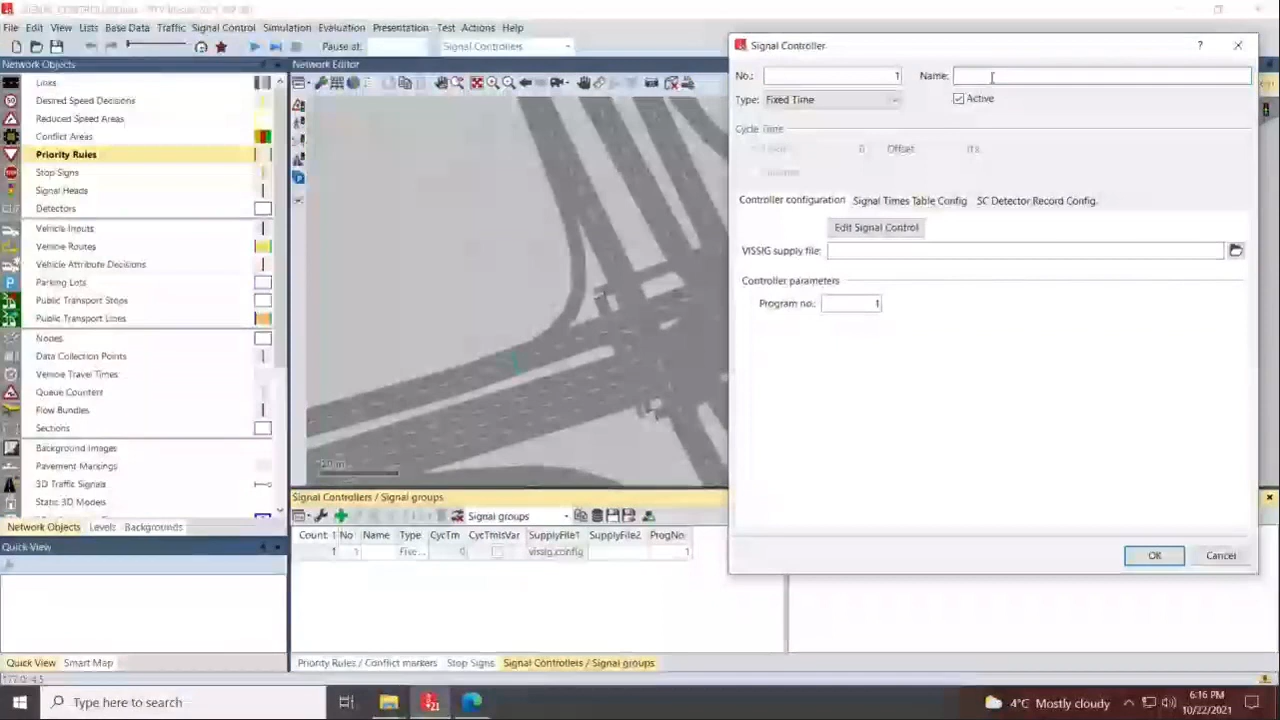 File Edit View Lists Base Data Traffic Signal Control Simulation Evaluation Presentation Test Actions Help
Pause at: Signal Controllers
Network Objects
Links
Desired Speed Decisions
Reduced Speed Areas
Conflict Areas
Priority Rules
Stop Signs
Signal Heads
Detectors
Vehicle Inputs
Vehicle Routes
Vehicle Attribute Decisions
Parking Lots
Public Transport Stops
Public Transport Lines
Nodes
Data Collection Points
Vehicle Travel Times
Queue Counters
Flow Bundles
Sections
Background Images
Pavement Markings
3D Traffic Signals
Static 3D Models
Network Objects Levels Backgrounds
Quick View
Quick View Smart Map
177.0: 4.5
Network Editor
Signal Controllers / Signal groups
Signal groups
Count: 1 No Name Type CycTm CycTmIsVar SupplyFile1 SupplyFile2 ProgNo
1 1 Fixe... 0 vissig.config 1
Priority Rules / Conflict markers Stop Signs Signal Controllers / Signal groups
Signal Controller
?
No.: 1 Name:
Type: Fixed Time Active
Cycle Time
0 Offset
Controller configuration Signal Times Table Config SC Detector Record Config.
Edit Signal Control
VISSIG supply file:
Controller parameters
Program no.: 1
OK Cancel
Type here to search
21
4°C Mostly cloudy
6:16 PM
10/22/2021